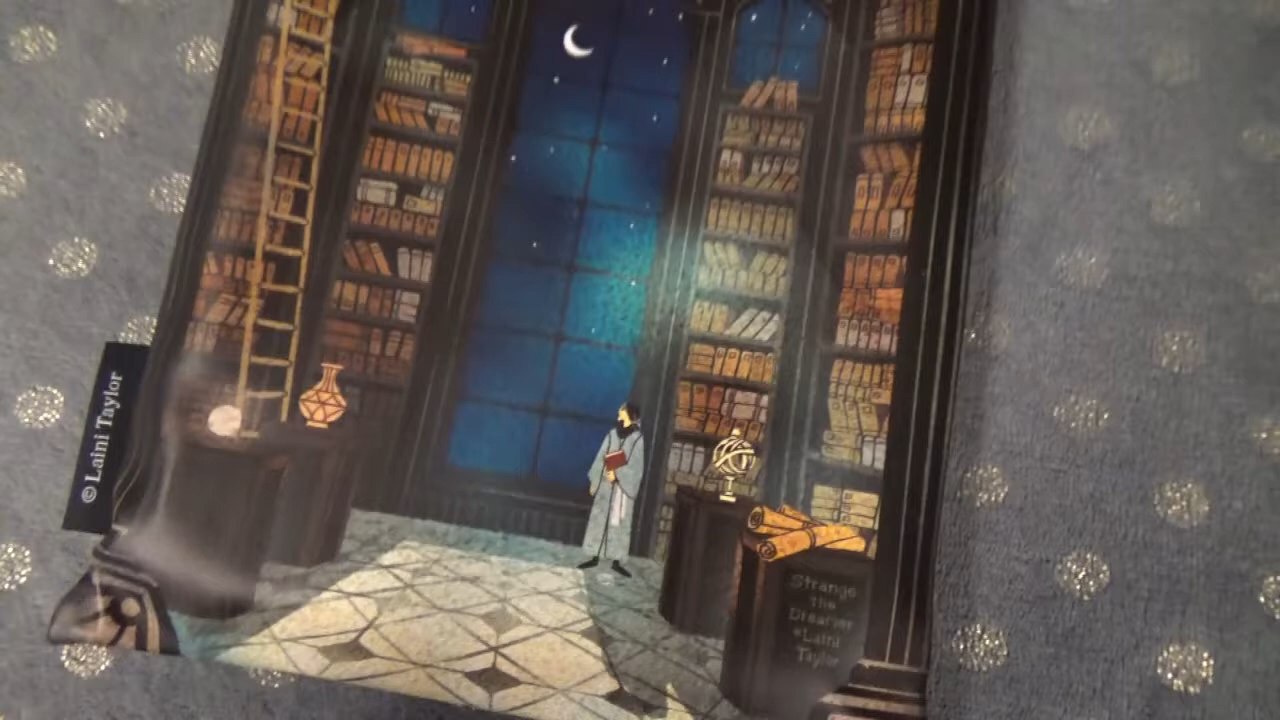 © Laini Taylor
Strange
the
Dreamer
*Laini
Taylor